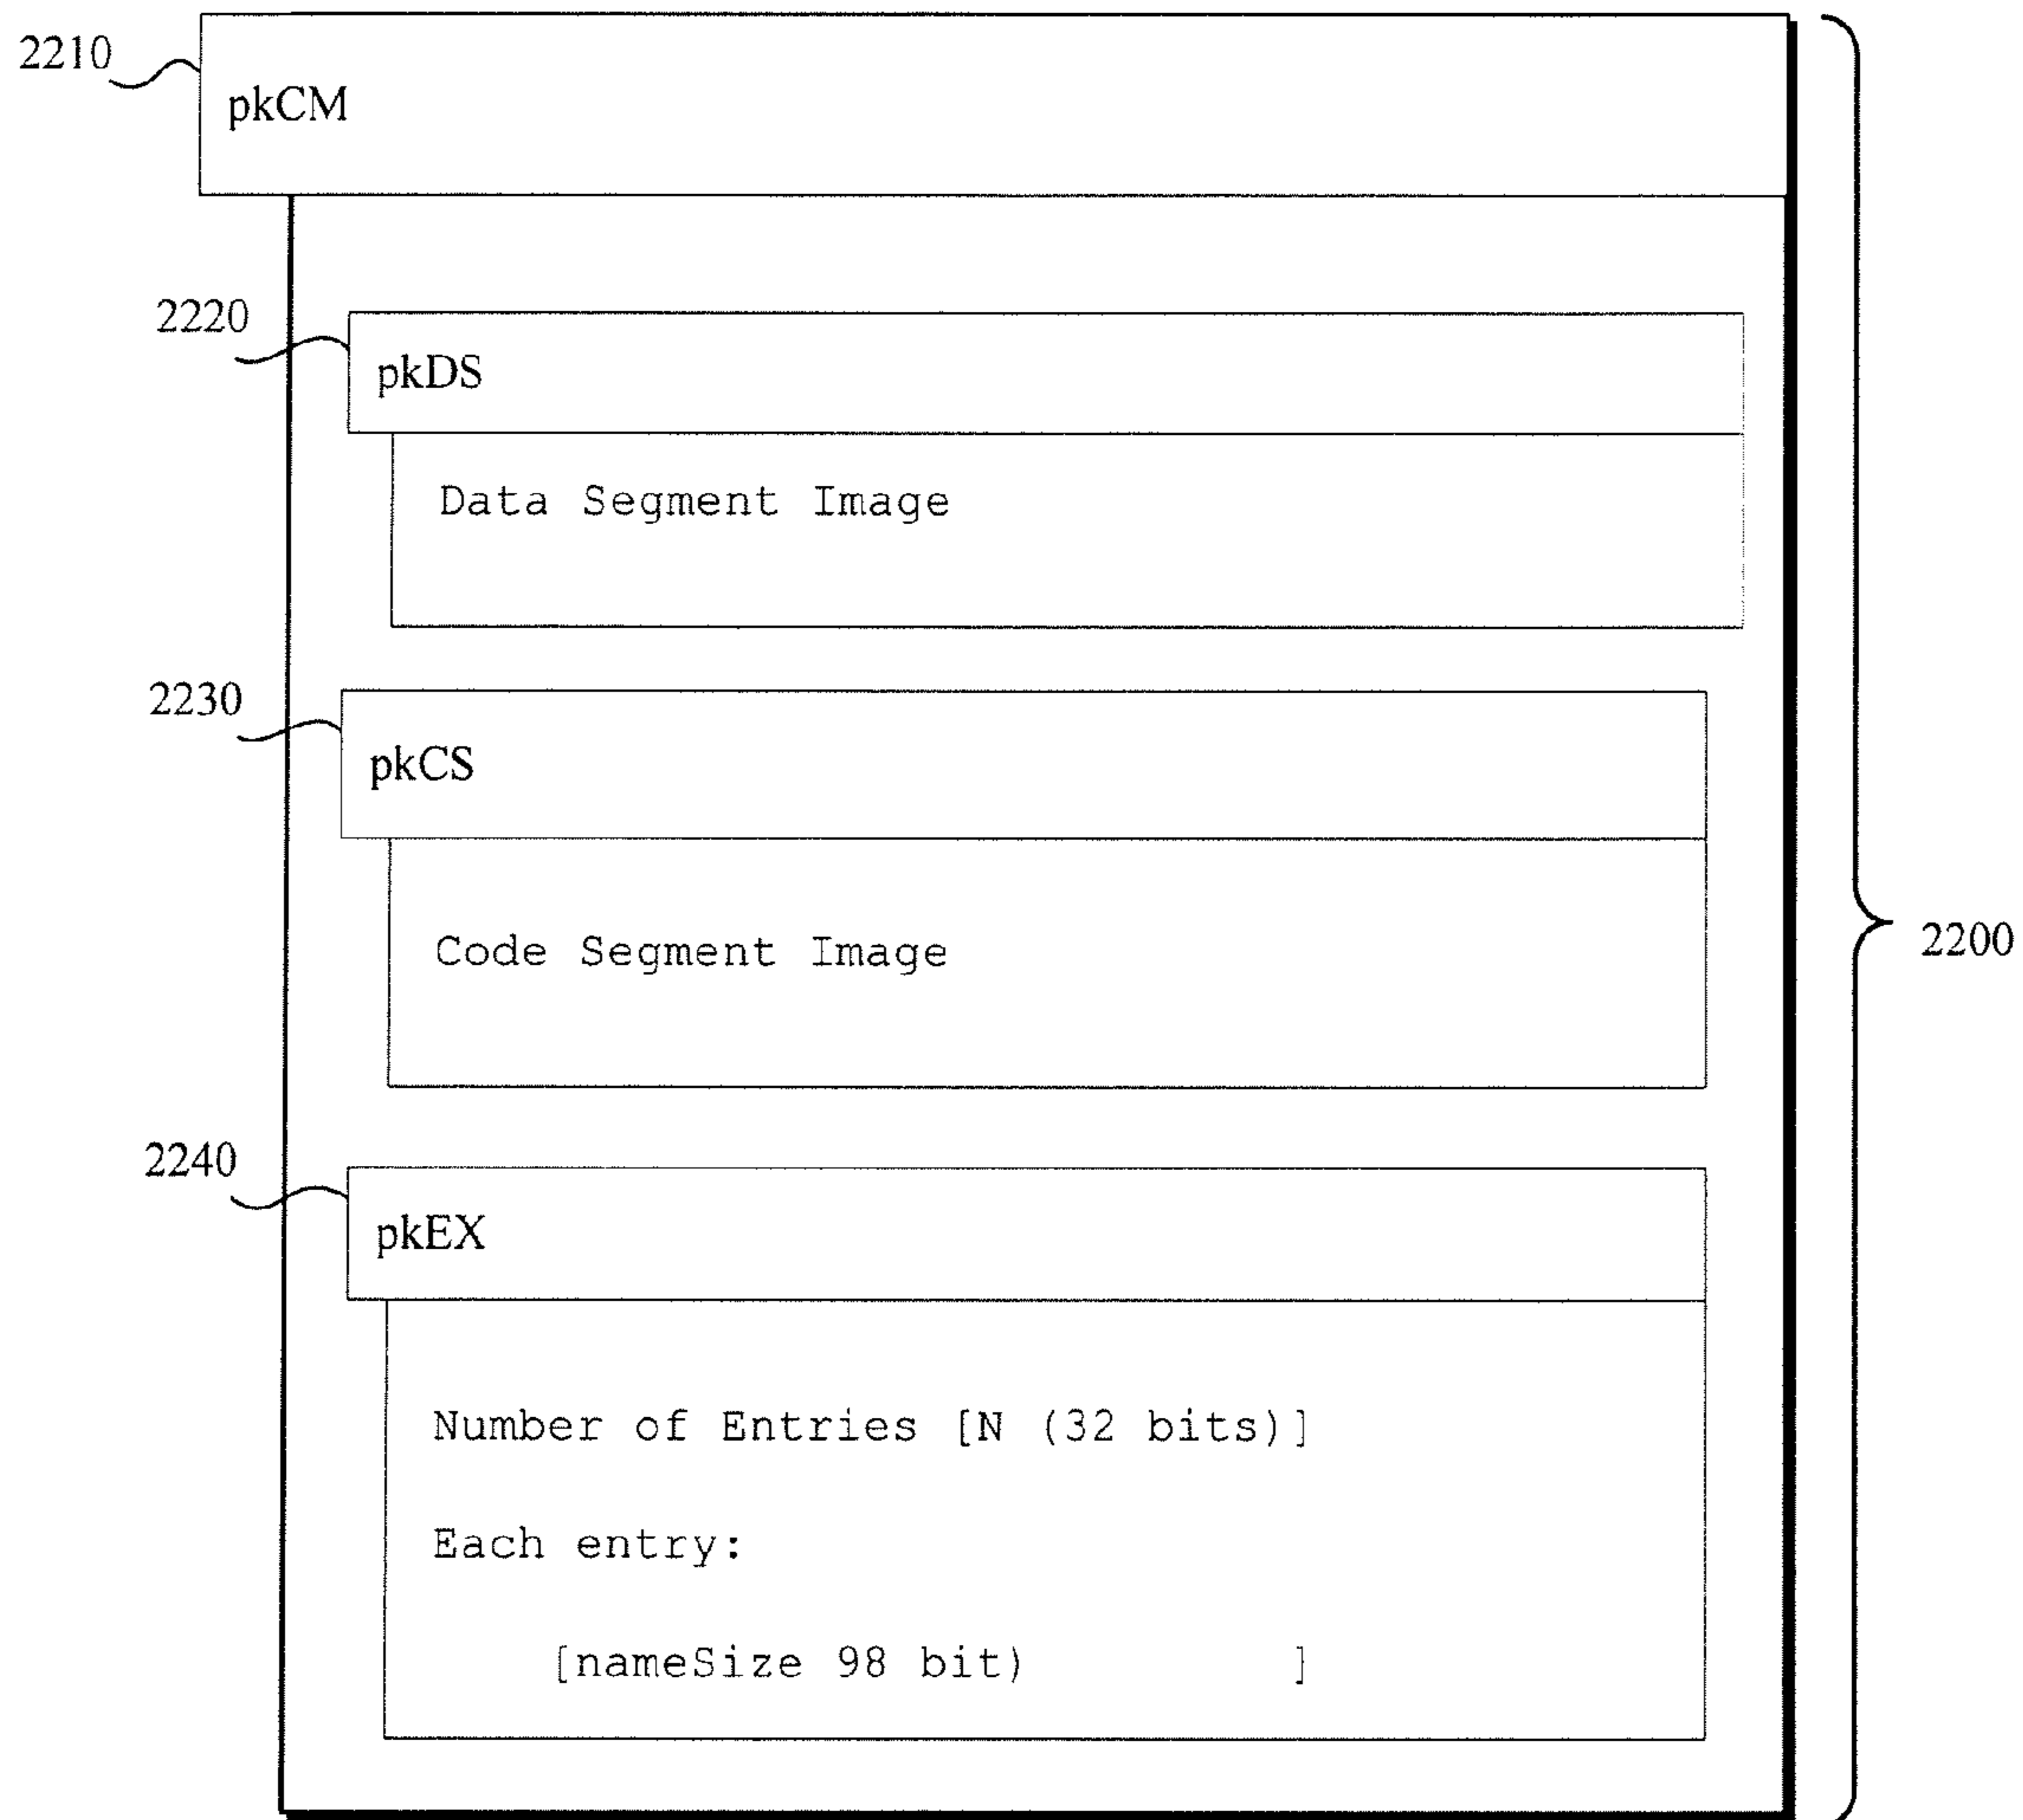 2210
pkCM
2220
pkDS
Data Segment Image
2230
pkCS
Code Segment Image
2200
2240
pkEX
Number of Entries [N (32 bits)]
Each entry:
[nameSize 98 bit) ]